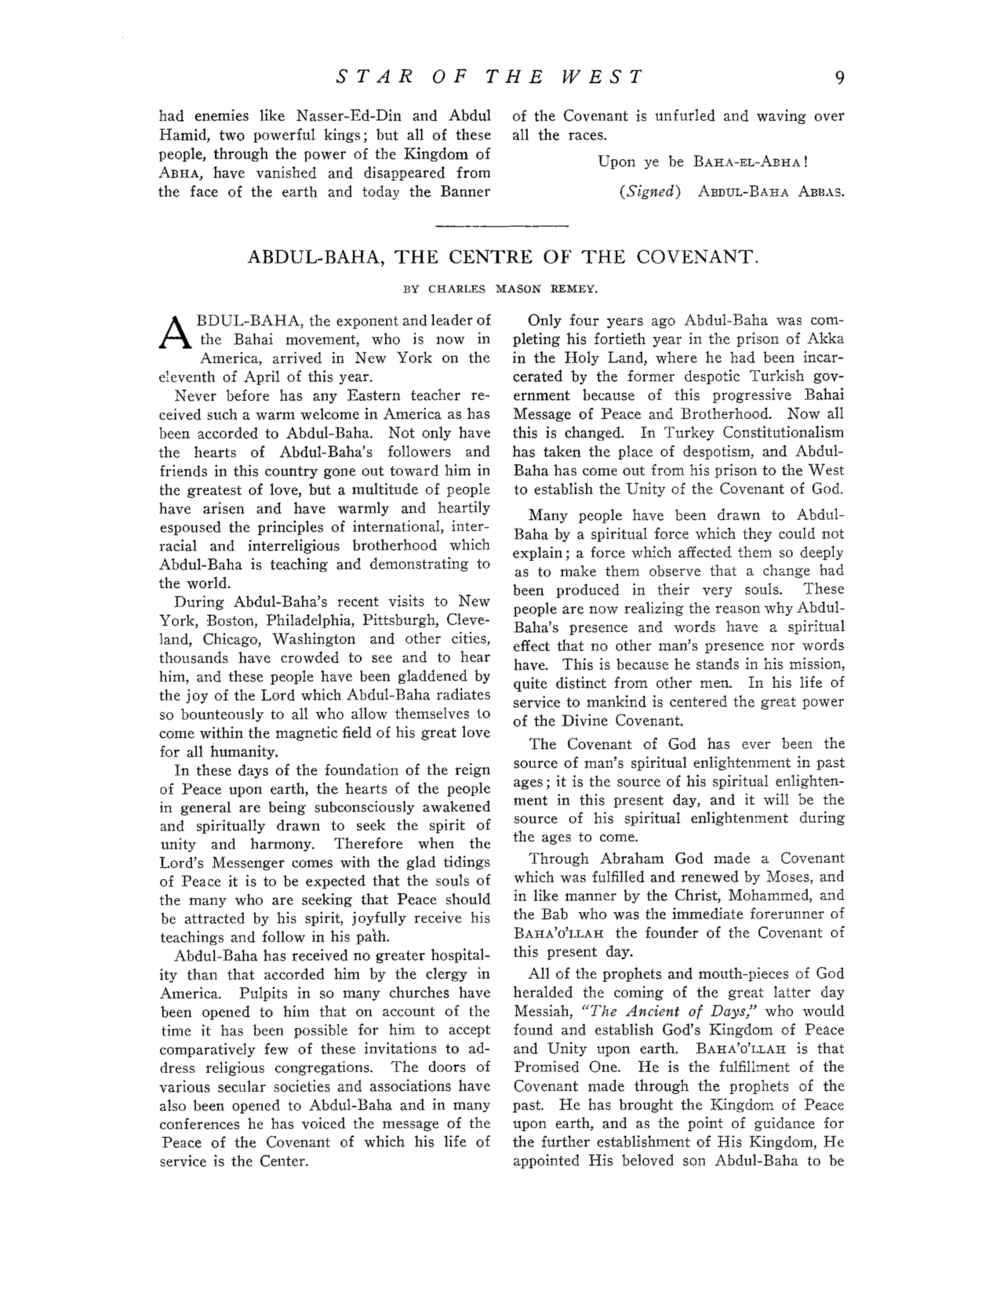 STAR OF THE WEST 9
had enemies like Nasser-Ed-Din and Abdul
Hamid, two powerful kings; but all of these
people, through the power of the Kingdom of
ABHA, have vanished and disappeared from
the face of the earth and today the Banner
of the Covenant is unfurled and waving over
all the races.
Upon ye be BAHA-EL-ABHA!
(Signed) ABDUL-BAHA ABBAS.
ABDUL-BAHA, THE CENTRE OF THE COVENANT.
BY CHARLES MASON REMEY.
ABDUL-BAHA, the exponent and leader of
the Bahai movement, who is now in
America, arrived in New York on the
eleventh of April of this year.
Never before has any Eastern teacher re-
ceived such a warm welcome in America as has
been accorded to Abdul-Baha. Not only have
the hearts of Abdul-Baha's followers and
friends in this country gone out toward him in
the greatest of love, but a multitude of people
have arisen and have warmly and heartily
espoused the principles of international, inter-
racial and interreligious brotherhood which
Abdul-Baha is teaching and demonstrating to
the world.
During Abdul-Baha's recent visits to New
York, Boston, Philadelphia, Pittsburgh, Cleve-
land, Chicago, Washington and other cities,
thousands have crowded to see and to hear
him, and these people have been gladdened by
the joy of the Lord which Abdul-Baha radiates
so bounteously to all who allow themselves to
come within the magnetic field of his great love
for all humanity.
In these days of the foundation of the reign
of Peace upon earth, the hearts of the people
in general are being subconsciously awakened
and spiritually drawn to seek the spirit of
unity and harmony. Therefore when the
Lord's Messenger comes with the glad tidings
of Peace it is to be expected that the souls of
the many who are seeking that Peace should
be attracted by his spirit, joyfully receive his
teachings and follow in his path.
Abdul-Baha has received no greater hospital-
ity than that accorded him by the clergy in
America. Pulpits in so many churches have
been opened to him that on account of the
time it has been possible for him to accept
comparatively few of these invitations to ad-
dress religious congregations. The doors of
various secular societies and associations have
also been opened to Abdul-Baha and in many
conferences he has voiced the message of the
Peace of the Covenant of which his life of
service is the Center.
Only four years ago Abdul-Baha was com-
pleting his fortieth year in the prison of Akka
in the Holy Land, where he had been incar-
cerated by the former despotic Turkish gov-
ernment because of this progressive Bahai
Message of Peace and Brotherhood. Now all
this is changed. In Turkey Constitutionalism
has taken the place of despotism, and Abdul-
Baha has come out from his prison to the West
to establish the Unity of the Covenant of God.
Many people have been drawn to Abdul-
Baha by a spiritual force which they could not
explain; a force which affected them so deeply
as to make them observe that a change had
been produced in their very souls. These
people are now realizing the reason why Abdul-
Baha's presence and words have a spiritual
effect that no other man's presence nor words
have. This is because he stands in his mission,
quite distinct from other men. In his life of
service to mankind is centered the great power
of the Divine Covenant.
The Covenant of God has ever been the
source of man's spiritual enlightenment in past
ages; it is the source of his spiritual enlighten-
ment in this present day, and it will be the
source of his spiritual enlightenment during
the ages to come.
Through Abraham God made a Covenant
which was fulfilled and renewed by Moses, and
in like manner by the Christ, Mohammed, and
the Bab who was the immediate forerunner of
BAHA'O'LLAH the founder of the Covenant of
this present day.
All of the prophets and mouth-pieces of God
heralded the coming of the great latter day
Messiah, "The Ancient of Days," who would
found and establish God's Kingdom of Peace
and Unity upon earth. BAHA'O'LLAH is that
Promised One. He is the fulfillment of the
Covenant made through the prophets of the
past. He has brought the Kingdom of Peace
upon earth, and as the point of guidance for
the further establishment of His Kingdom, He
appointed His beloved son Abdul-Baha to be